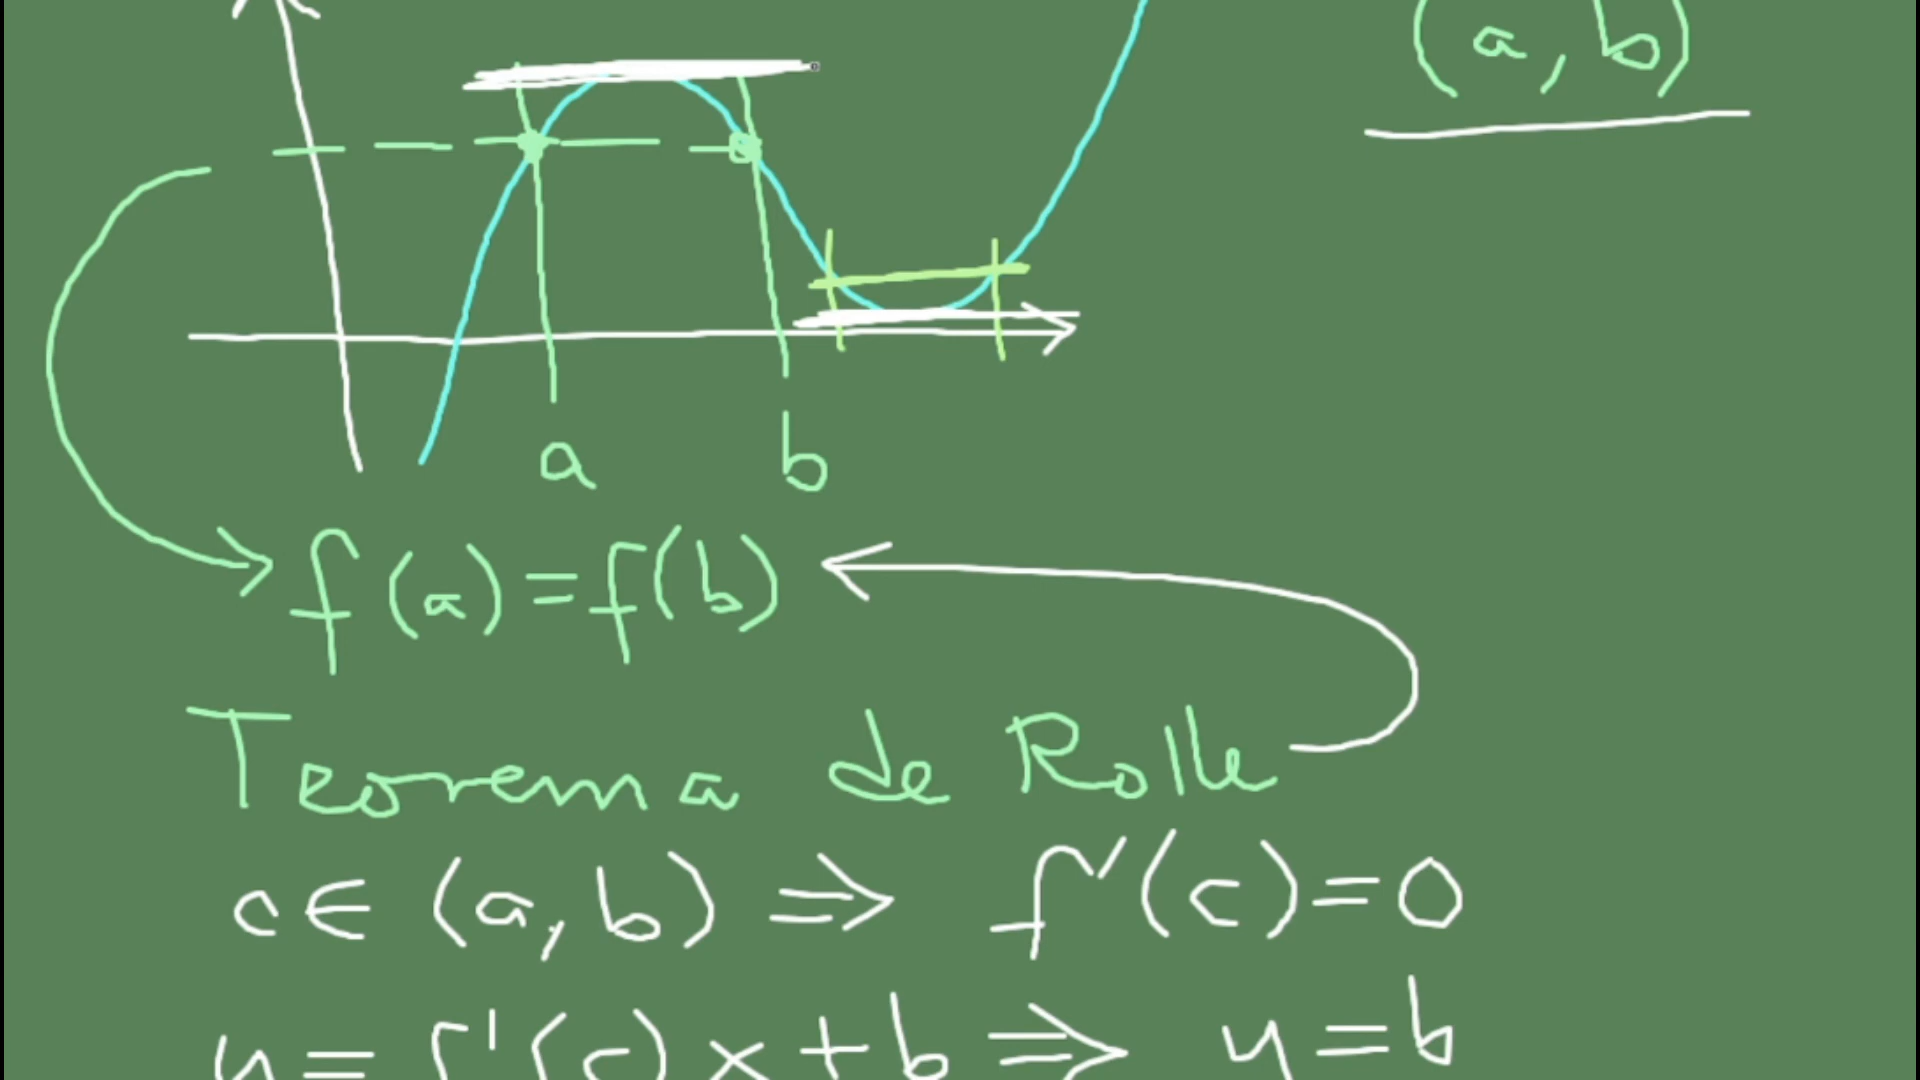 (a, b)
a b
f(a)=f(b)
Teorema de Rolle
c∈(a,b)⇒ f'(c)=0
y=f'(c)x+b⇒ y=b